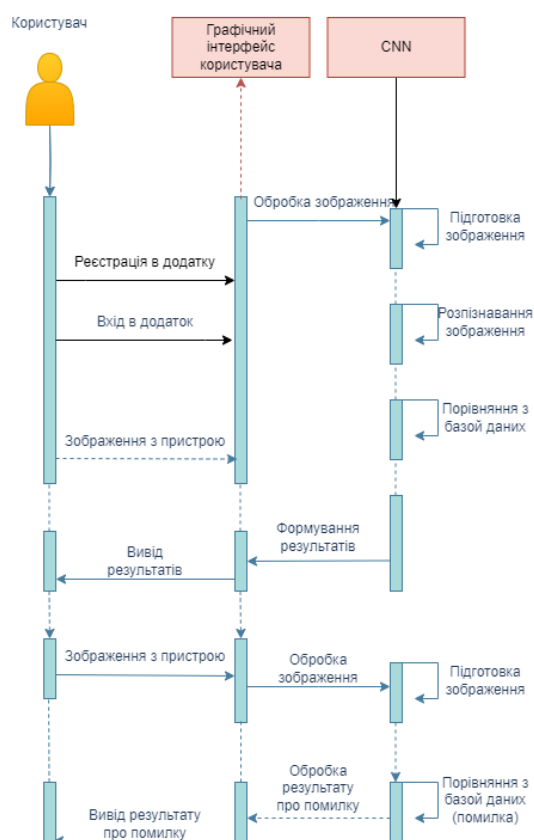 Користувач
Графічний
інтерфейс
користувача
CNN
Обробка зображення
Підготовка
зображення
Реєстрація в додатку
Вхід в додаток
Розпізнавання
зображення
Порівняння з
базой даних
Зображення з пристрою
Формування
результатів
Вивід
результатів
Зображення з пристрою
Обробка
зображення
Підготовка
зображення
Обробка
результату
про помилку
Порівняння з
базой даних
(помилка)
Вивід результату
про помилку